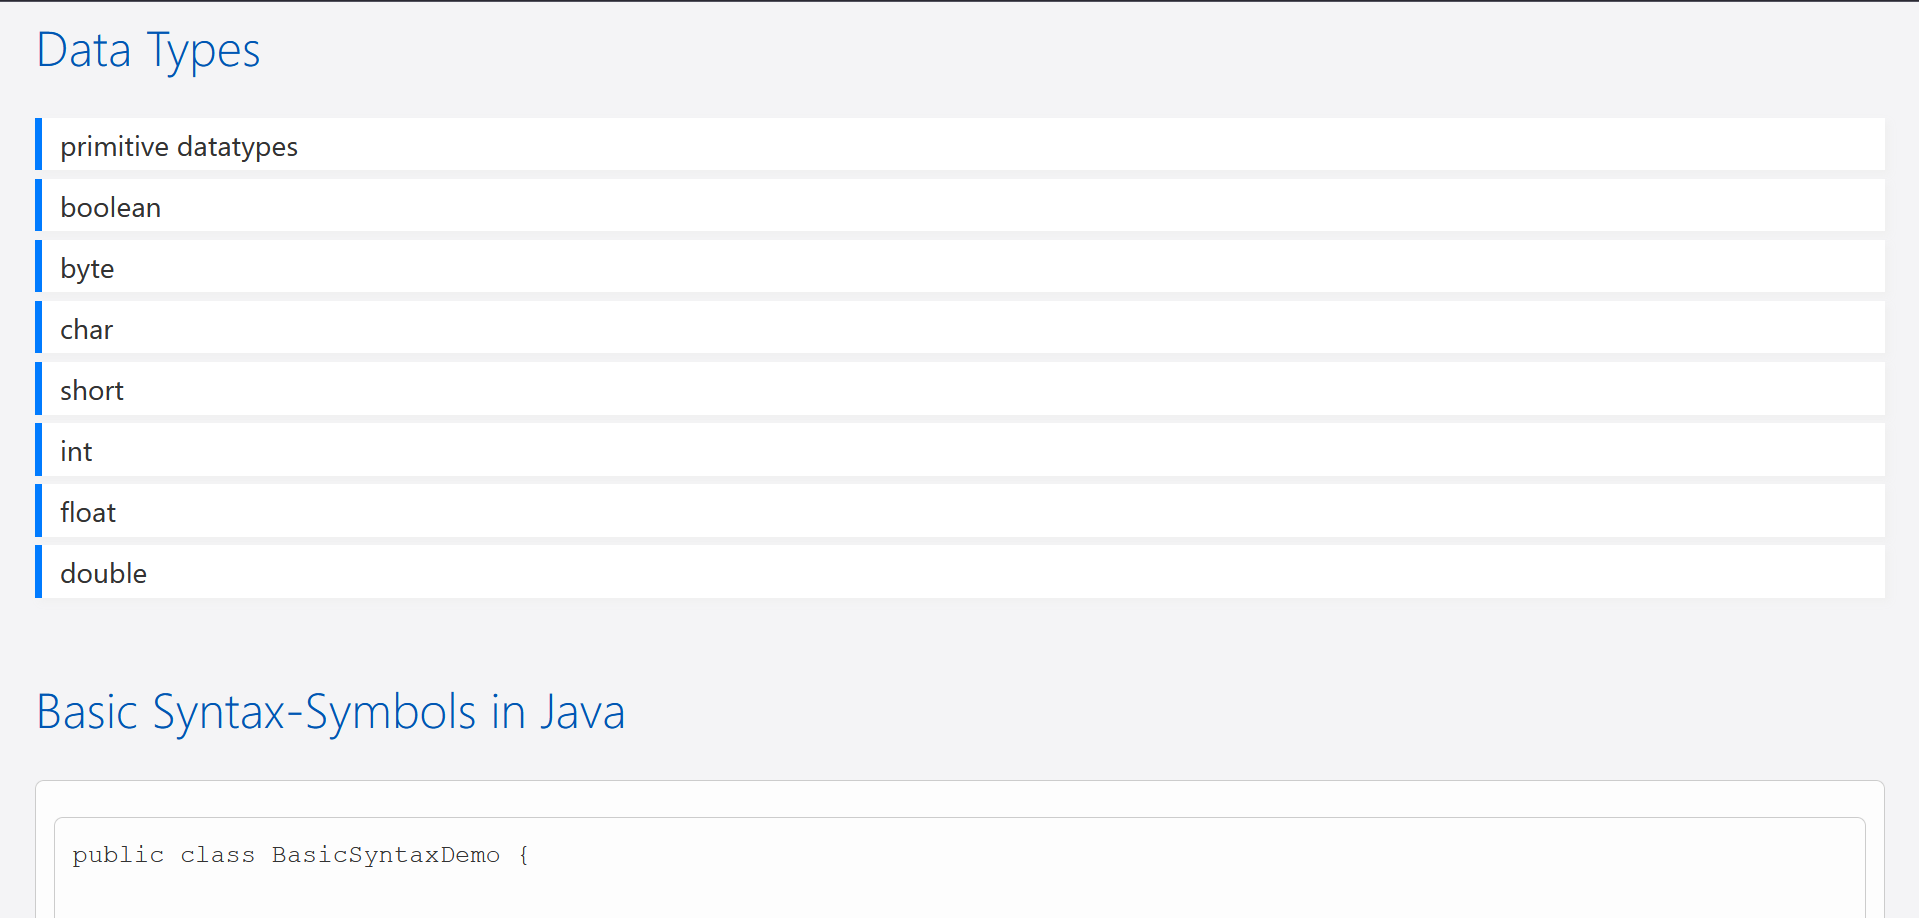 Data Types
primitive datatypes
boolean
byte
char
short
int
float
double
Basic Syntax-Symbols in Java
public class BasicSyntaxDemo {